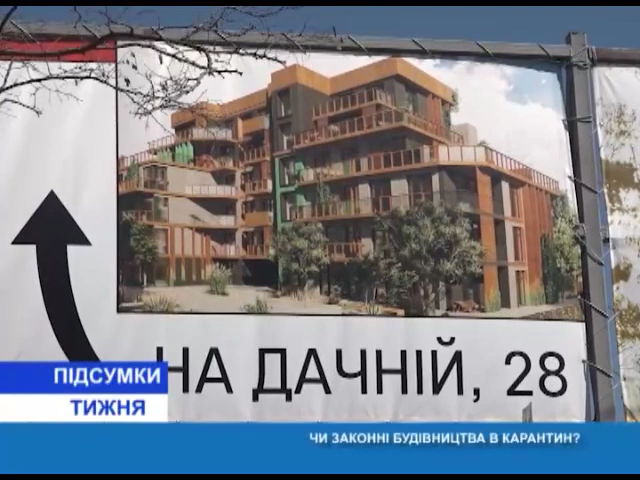 НА ДАЧНІЙ, 28
ПІДСУМКИ
ТИЖНЯ
ЧИ ЗАКОННІ БУДІВНИЦТВА В КАРАНТИН?